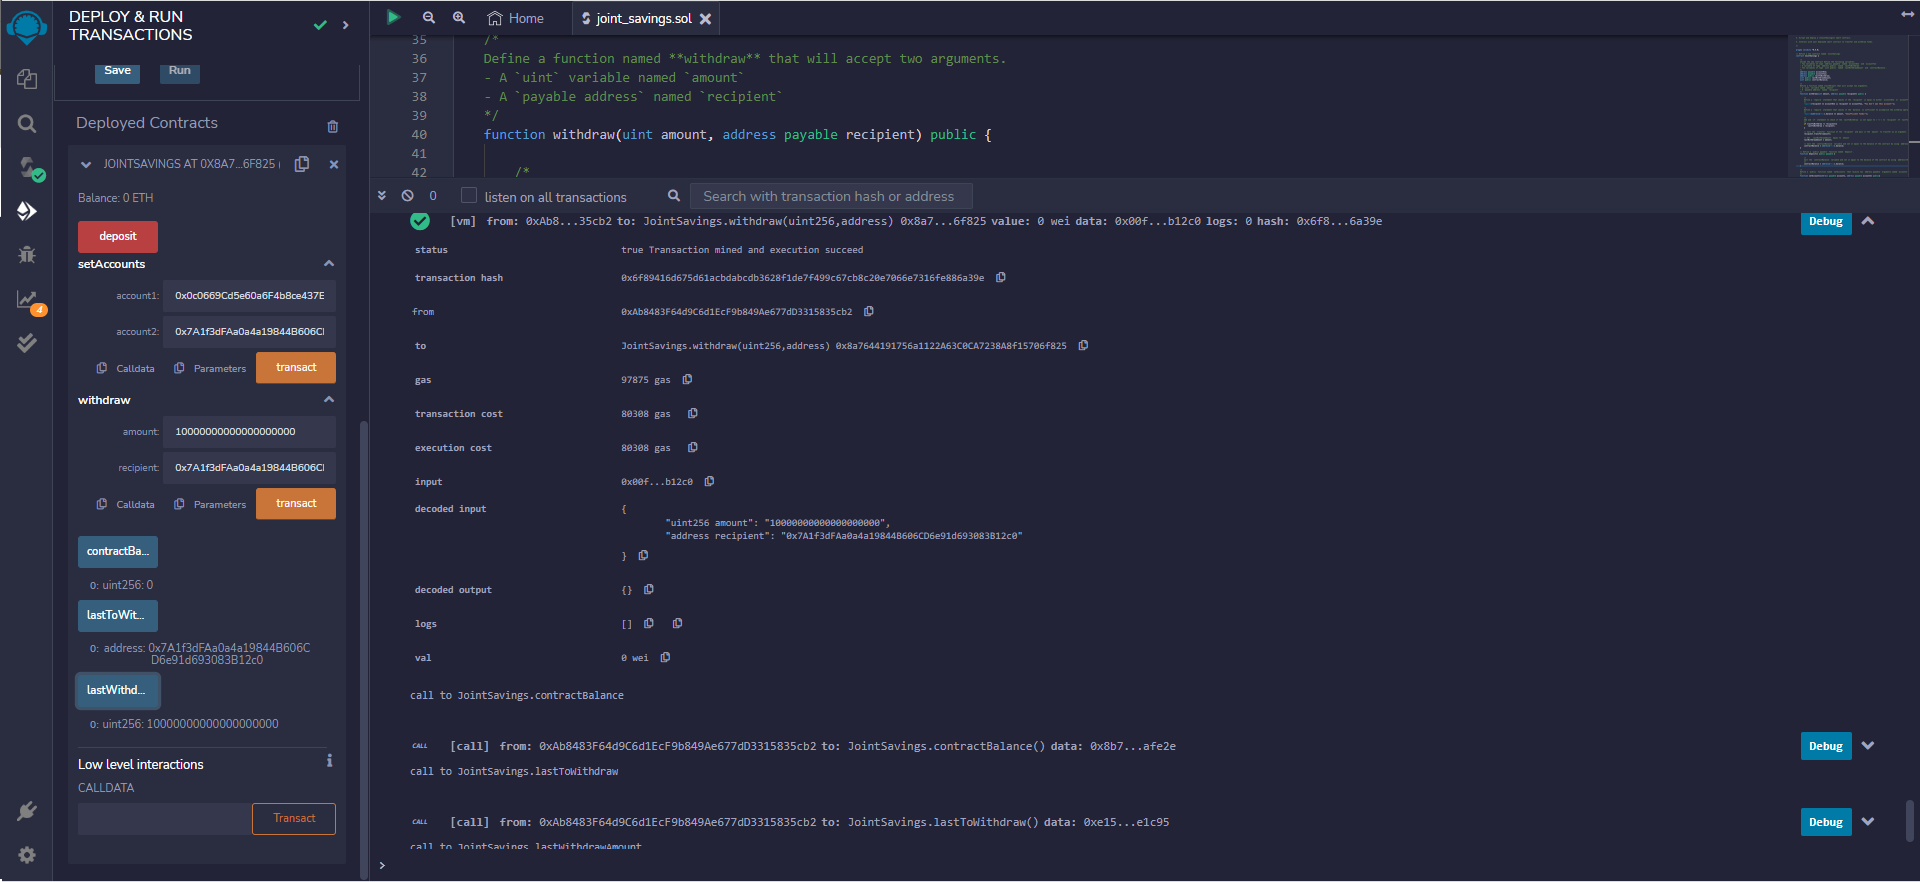 DEPLOY & RUN
TRANSACTIONS
Save
Run
Deployed Contracts
JOINTSAVINGS AT 0X8A7...6F825 (
Balance: 0 ETH
deposit
setAccounts
account1:
0x0c0669Cd5e60a6F4b8ce437E
account2:
0x7A1f3dFAa0a4a19844B606CI
Calldata
Parameters
transact
withdraw
amount:
10000000000000000000
recipient:
0x7A1f3dFAa0a4a19844B606CI
Calldata
Parameters
transact
contractBa...
0: uint256: 0
lastToWit...
0: address: 0x7A1f3dFAa0a4a19844B606C
D6e91d693083B12c0
lastWithd...
0: uint256: 10000000000000000000
Low level interactions
CALLDATA
Transact
4
Home
joint_savings.sol
35 /*
36 Define a function named **withdraw** that will accept two arguments.
37 - A `uint` variable named `amount`
38 - A `payable address` named `recipient`
39 */
40 function withdraw(uint amount, address payable recipient) public {
41
42 /*
0
listen on all transactions
Search with transaction hash or address
[vm] from: 0xAb8...35cb2 to: JointSavings.withdraw(uint256,address) 0x8a7...6f825 value: 0 wei data: 0x00f...b12c0 logs: 0 hash: 0x6f8...6a39e
Debug
status true Transaction mined and execution succeed
transaction hash 0x6f89416d675d61acbdabcdb3628f1de7f499c67cb8c20e7066e7316fe886a39e
from 0xAb8483F64d9C6d1EcF9b849Ae677dD3315835cb2
to JointSavings.withdraw(uint256,address) 0x8a7644191756a1122A63C0CA7238A8f15706f825
gas 97875 gas
transaction cost 80308 gas
execution cost 80308 gas
input 0x00f...b12c0
decoded input {
"uint256 amount": "10000000000000000000",
"address recipient": "0x7A1f3dFAa0a4a19844B606CD6e91d693083B12c0"
}
decoded output {}
logs []
val 0 wei
call to JointSavings.contractBalance
CALL [call] from: 0xAb8483F64d9C6d1EcF9b849Ae677dD3315835cb2 to: JointSavings.contractBalance() data: 0x8b7...afe2e
Debug
call to JointSavings.lastToWithdraw
CALL [call] from: 0xAb8483F64d9C6d1EcF9b849Ae677dD3315835cb2 to: JointSavings.lastToWithdraw() data: 0xe15...e1c95
Debug
call to JointSavings.lastWithdrawAmount
>